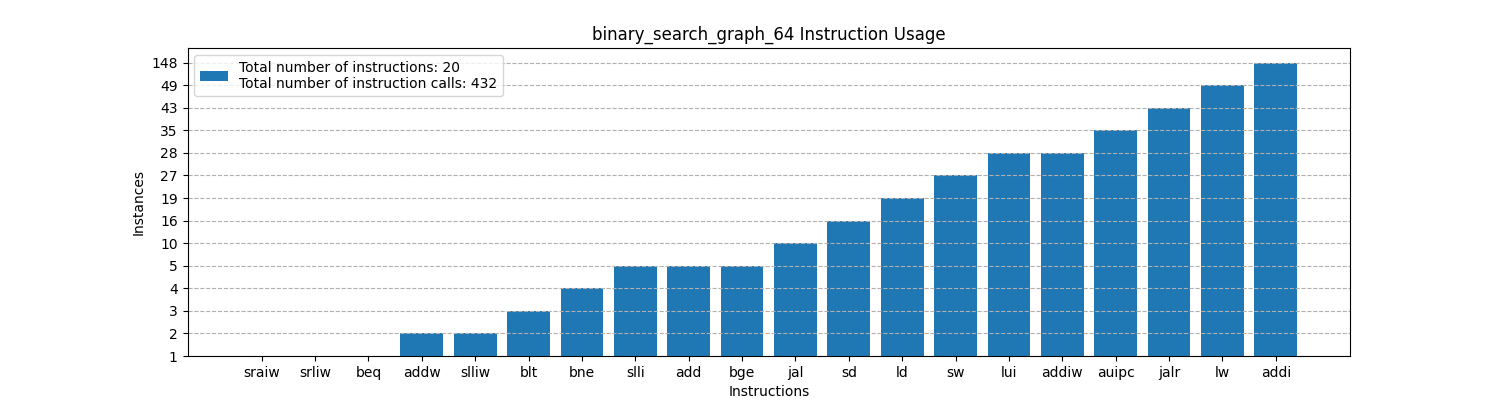 binary_search_graph_64 Instruction Usage
Total number of instructions: 20
Total number of instruction calls: 432
Instances
148
49
43
35
28
27
19
16
10
5
4
3
2
1
sraiw srliw beq addw slliw blt bne slli add bge jal sd ld sw lui addiw auipc jalr lw addi
Instructions